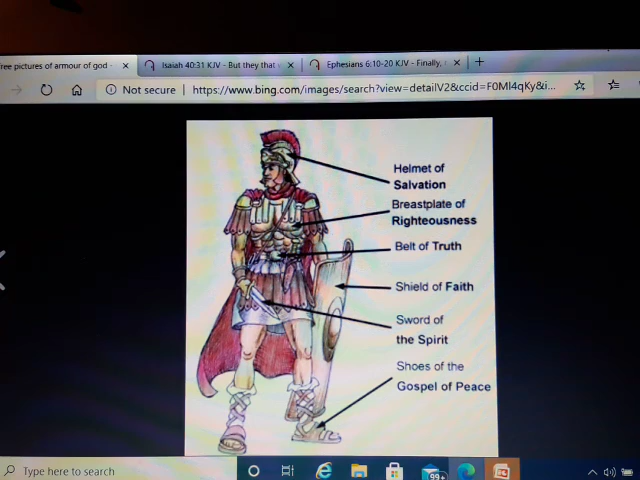 ree pictures of armour of god -
Isaiah 40:31 KJV - But they that
Ephesians 6:10-20 KJV - Finally,
Not secure
https://www.bing.com/images/search?view=detailV2&ccid=F0Ml4qKy&i...
Helmet of
Salvation
Breastplate of
Righteousness
Belt of Truth
Shield of Faith
Sword of
the Spirit
Shoes of the
Gospel of Peace
Type here to search
99+